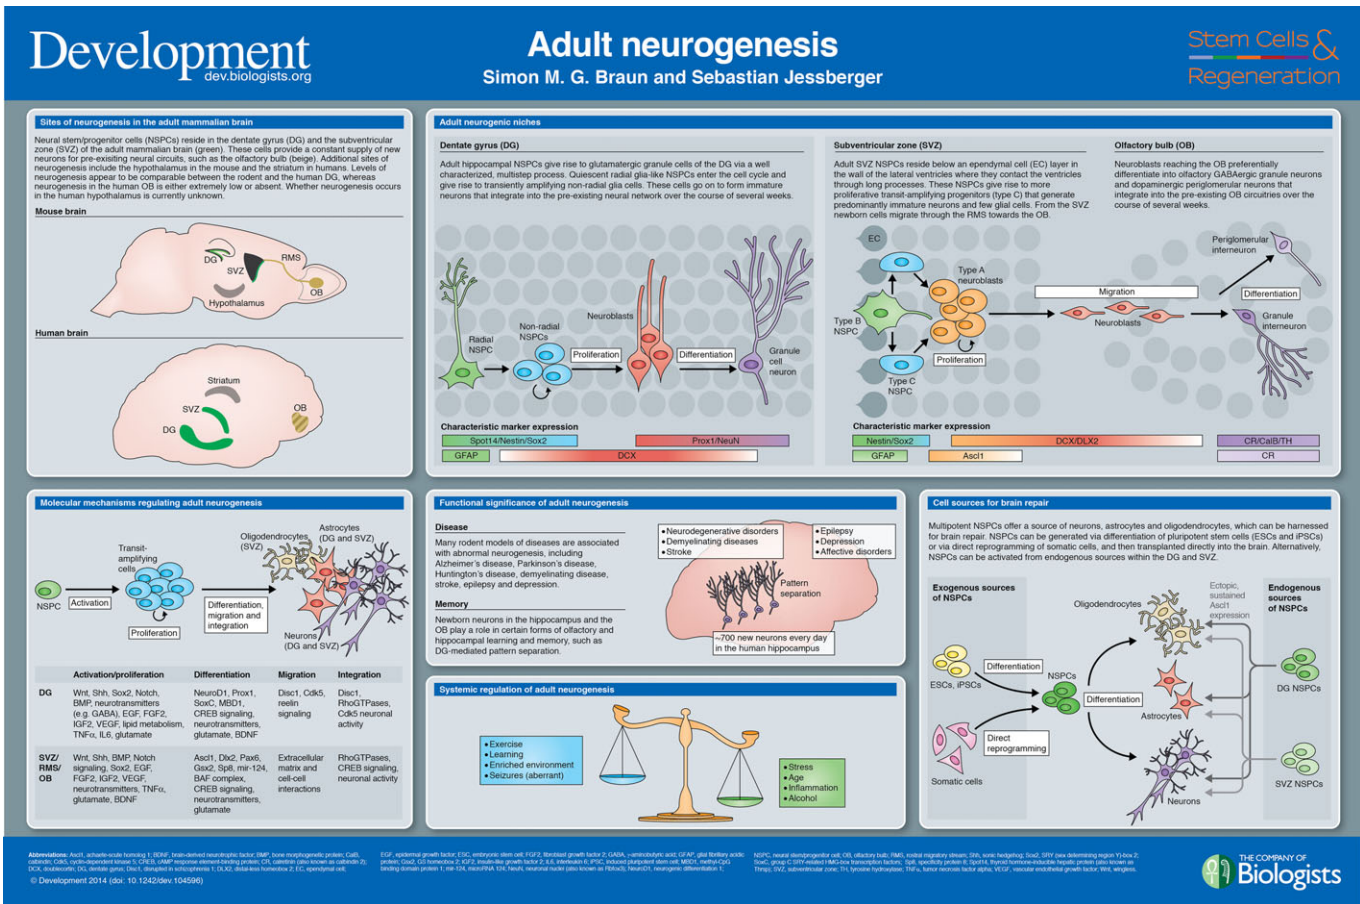 Development
dev.biologists.org
Adult neurogenesis
Simon M. G. Braun and Sebastian Jessberger
Stem Cells &
Regeneration
Sites of neurogenesis in the adult mammalian brain
Neural stem/progenitor cells (NSPCs) reside in the dentate gyrus (DG) and the subventricular
zone (SVZ) of the adult mammalian brain (green). These cells provide a constant supply of new
neurons for pre-exisiting neural circuits, such as the olfactory bulb (beige). Additional sites of
neurogenesis include the hypothalamus in the mouse and the striatum in humans. Levels of
neurogenesis appear to be comparable between the rodent and the human DG, whereas
neurogenesis in the human OB is either extremely low or absent. Whether neurogenesis occurs
in the human hypothalamus is currently unknown.
Mouse brain
DG
SVZ
RMS
OB
Hypothalamus
Human brain
Striatum
SVZ
DG
OB
Adult neurogenic niches
Dentate gyrus (DG)
Adult hippocampal NSPCs give rise to glutamatergic granule cells of the DG via a well
characterized, multistep process. Quiescent radial glia-like NSPCs enter the cell cycle and
give rise to transiently amplifying non-radial glia cells. These cells go on to form immature
neurons that integrate into the pre-existing neural network over the course of several weeks.
Radial
NSPC
Non-radial
NSPCs
Proliferation
Neuroblasts
Differentiation
Granule
cell
neuron
Characteristic marker expression
Spot14/Nestin/Sox2
Prox1/NeuN
GFAP
DCX
Subventricular zone (SVZ)
Adult SVZ NSPCs reside below an ependymal cell (EC) layer in
the wall of the lateral ventricles where they contact the ventricles
through long processes. These NSPCs give rise to more
proliferative transit-amplifying progenitors (type C) that generate
predominantly immature neurons and few glial cells. From the SVZ
newborn cells migrate through the RMS towards the OB.
Olfactory bulb (OB)
Neuroblasts reaching the OB preferentially
differentiate into olfactory GABAergic granule neurons
and dopaminergic periglomerular neurons that
integrate into the pre-existing OB circuitries over the
course of several weeks.
EC
Type B
NSPC
Type C
NSPC
Type A
neuroblasts
Proliferation
Migration
Neuroblasts
Periglomerular
interneuron
Differentiation
Granule
interneuron
Characteristic marker expression
Nestin/Sox2
DCX/DLX2
CR/CalB/TH
GFAP
Ascl1
CR
Molecular mechanisms regulating adult neurogenesis
NSPC
Activation
Transit-
amplifying
cells
Proliferation
Differentiation,
migration and
integration
Oligodendrocytes
(SVZ)
Astrocytes
(DG and SVZ)
Neurons
(DG and SVZ)
Activation/proliferation Differentiation Migration Integration
DG
Wnt, Shh, Sox2, Notch,
BMP, neurotransmitters
(e.g. GABA), EGF, FGF2,
IGF2, VEGF, lipid metabolism,
TNFα, IL6, glutamate
NeuroD1, Prox1,
SoxC, MBD1,
CREB signaling,
neurotransmitters,
glutamate, BDNF
Disc1, Cdk5,
reelin
signaling
Disc1,
RhoGTPases,
Cdk5 neuronal
activity
SVZ/
RMS/
OB
Wnt, Shh, BMP, Notch
signaling, Sox2, EGF,
FGF2, IGF2, VEGF,
neurotransmitters, TNFα,
glutamate, BDNF
Ascl1, Dlx2, Pax6,
Gsx2, Sp8, mir-124,
BAF complex,
CREB signaling,
neurotransmitters,
glutamate
Extracellular
matrix and
cell-cell
interactions
RhoGTPases,
CREB signaling,
neuronal activity
Functional significance of adult neurogenesis
Disease
Many rodent models of diseases are associated
with abnormal neurogenesis, including
Alzheimer's disease, Parkinson's disease,
Huntington's disease, demyelinating disease,
stroke, epilepsy and depression.
Memory
Newborn neurons in the hippocampus and the
OB play a role in certain forms of olfactory and
hippocampal learning and memory, such as
DG-mediated pattern separation.
• Neurodegenerative disorders
• Demyelinating diseases
• Stroke
• Epilepsy
• Depression
• Affective disorders
Pattern
separation
~700 new neurons every day
in the human hippocampus
Systemic regulation of adult neurogenesis
• Exercise
• Learning
• Enriched environment
• Seizures (aberrant)
• Stress
• Age
• Inflammation
• Alcohol
Cell sources for brain repair
Multipotent NSPCs offer a source of neurons, astrocytes and oligodendrocytes, which can be harnessed
for brain repair. NSPCs can be generated via differentiation of pluripotent stem cells (ESCs and iPSCs)
or via direct reprogramming of somatic cells, and then transplanted directly into the brain. Alternatively,
NSPCs can be activated from endogenous sources within the DG and SVZ.
Exogenous sources
of NSPCs
ESCs, iPSCs
Differentiation
Somatic cells
Direct
reprogramming
NSPCs
Differentiation
Oligodendrocytes
Astrocytes
Neurons
Ectopic,
sustained
Ascl1
expression
Endogenous
sources
of NSPCs
DG NSPCs
SVZ NSPCs
© Development 2014 (doi: 10.1242/dev.104596)
THE COMPANY OF
Biologists